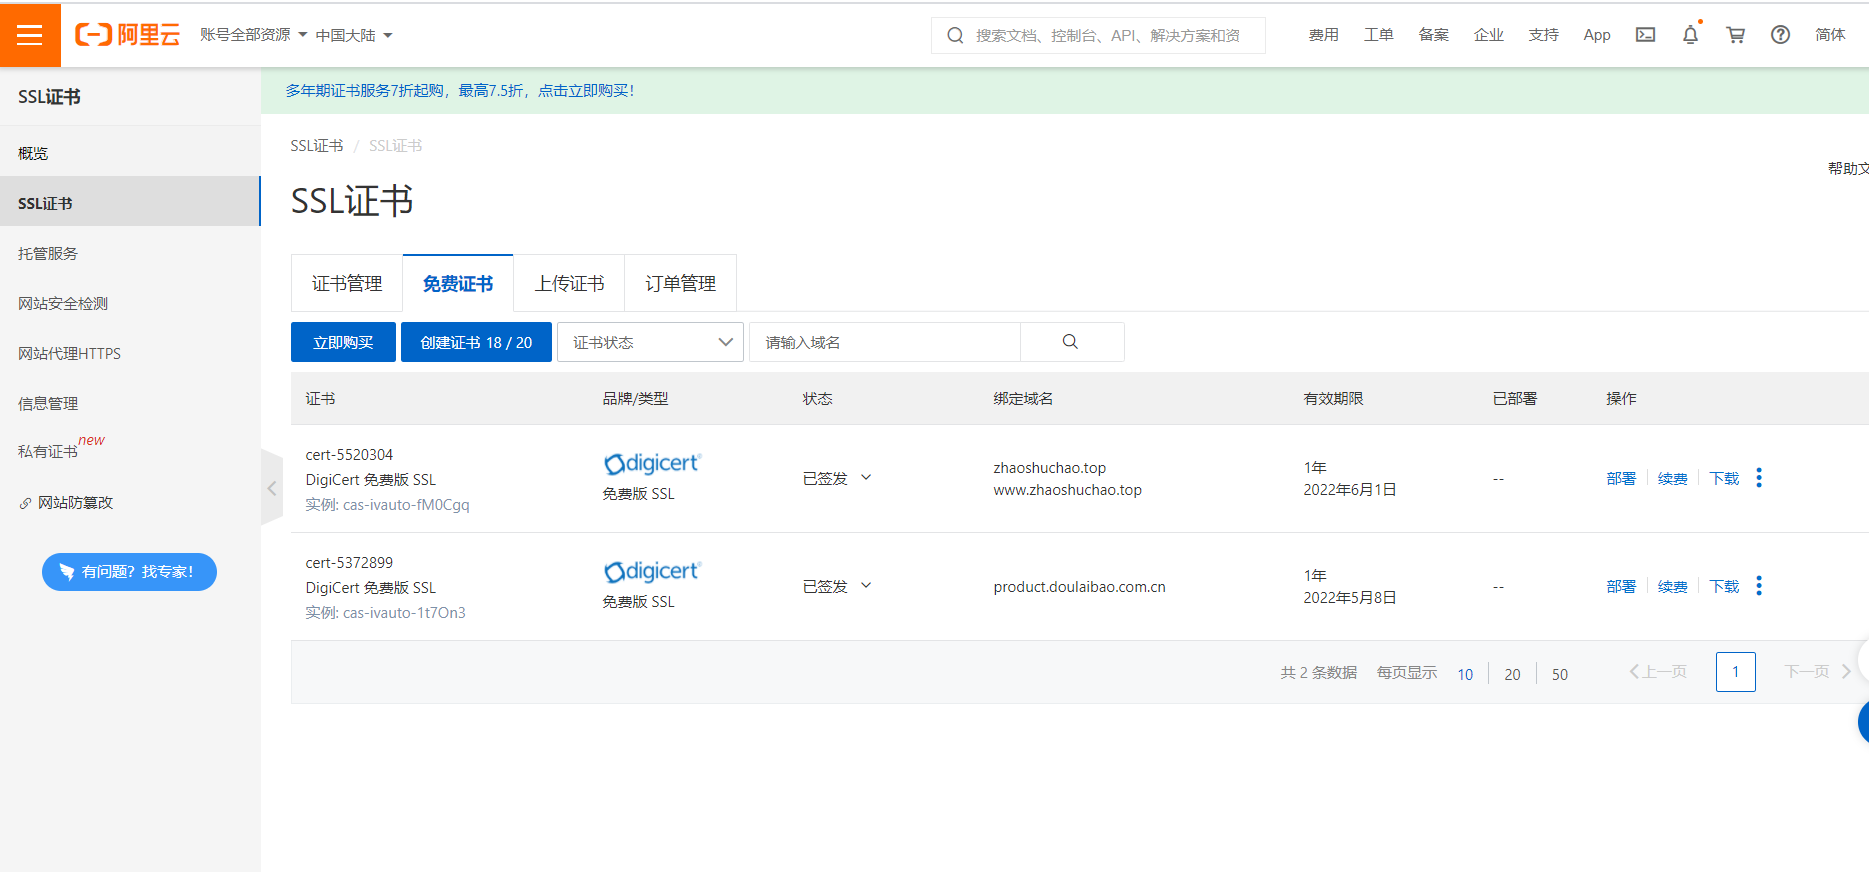 阿里云
账号全部资源
中国大陆
搜索文档、控制台、API、解决方案和资
费用
工单
备案
企业
支持
App
简体
SSL证书
概览
SSL证书
托管服务
网站安全检测
网站代理HTTPS
信息管理
私有证书 new
网站防篡改
有问题？找专家！
多年期证书服务7折起购，最高7.5折，点击立即购买！
SSL证书 / SSL证书
帮助文
SSL证书
证书管理
免费证书
上传证书
订单管理
立即购买
创建证书 18 / 20
证书状态
请输入域名
证书 品牌/类型 状态 绑定域名 有效期限 已部署 操作
cert-5520304
DigiCert 免费版 SSL
实例: cas-ivauto-fM0Cgq
digicert
免费版 SSL
已签发
zhaoshuchao.top
www.zhaoshuchao.top
1年
2022年6月1日
--
部署 续费 下载
cert-5372899
DigiCert 免费版 SSL
实例: cas-ivauto-1t7On3
digicert
免费版 SSL
已签发
product.doulaibao.com.cn
1年
2022年5月8日
--
部署 续费 下载
共 2 条数据 每页显示 10 20 50 上一页 1 下一页